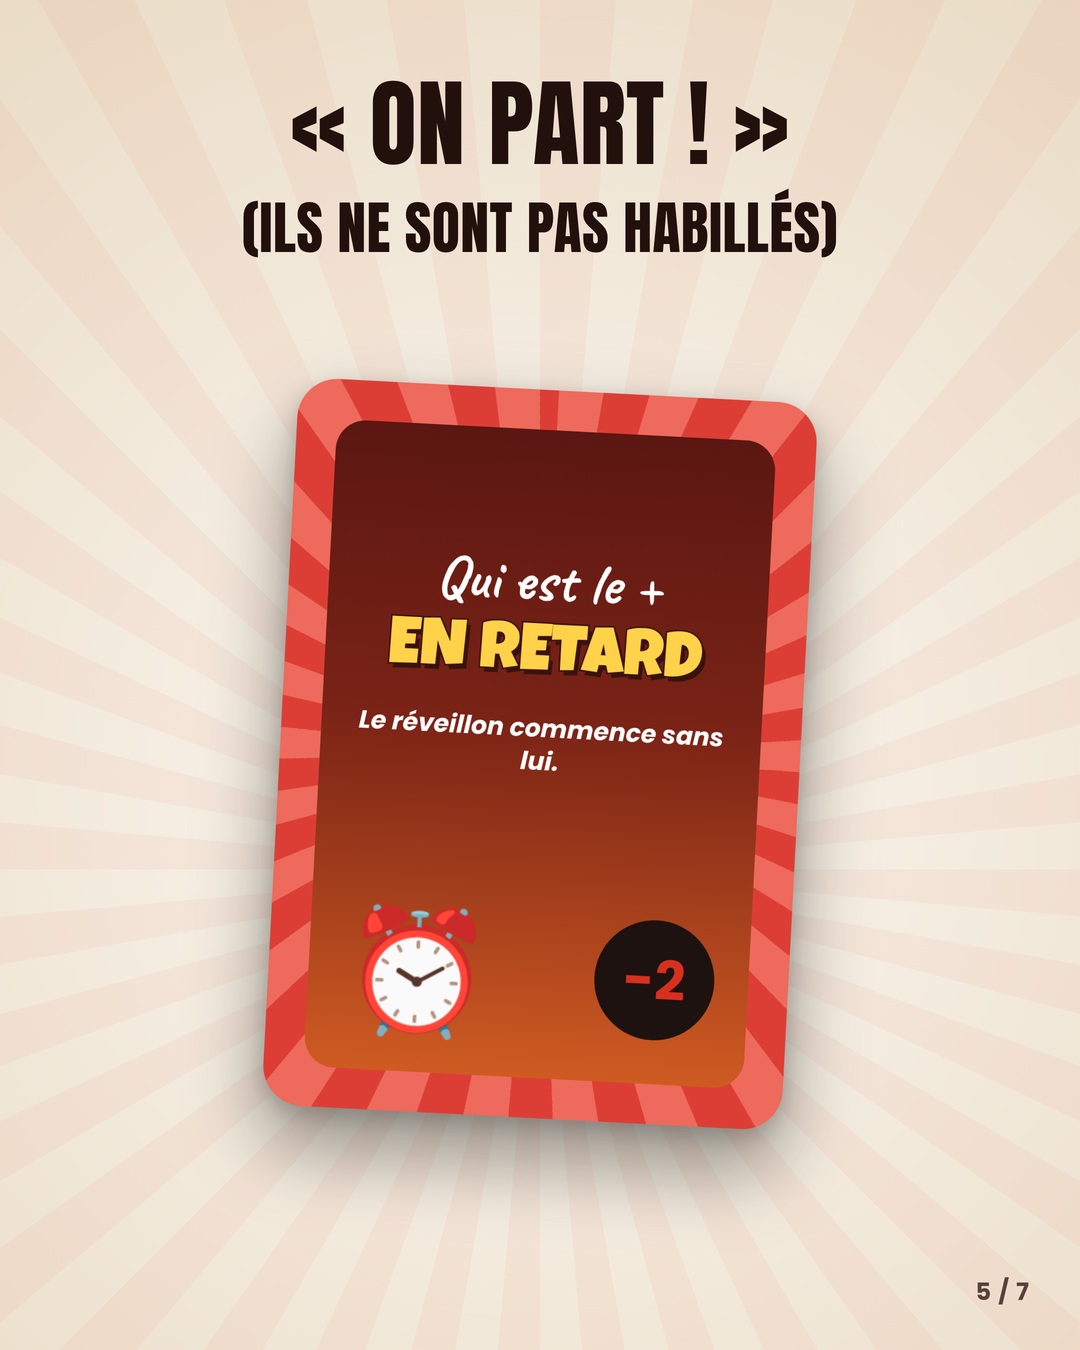 « ON PART ! »
(ILS NE SONT PAS HABILLÉS)
Qui est le +
EN RETARD
Le réveillon commence sans
lui.
-2
5 / 7